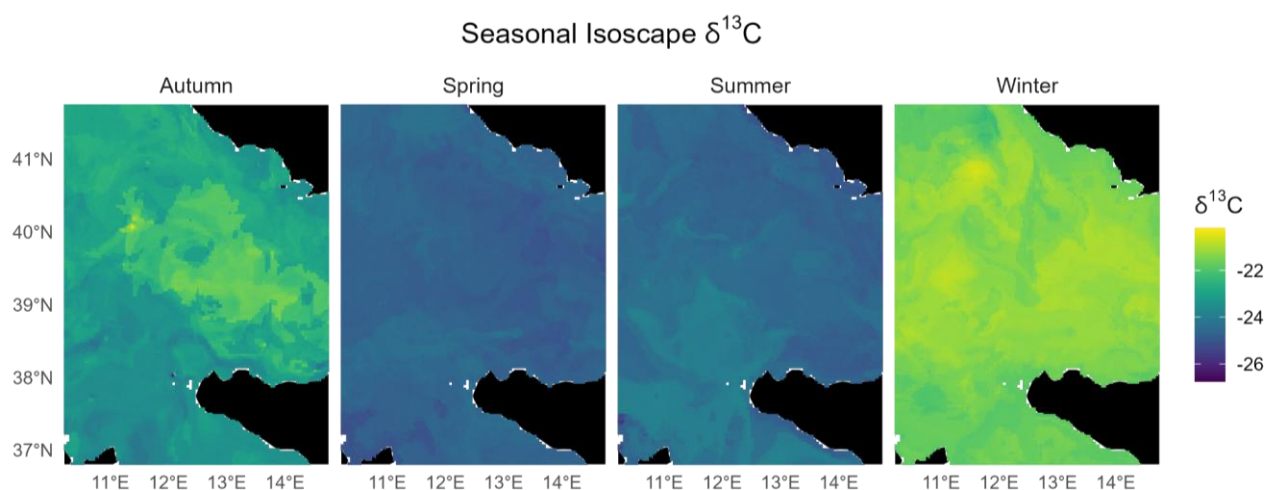 Seasonal Isoscape δ¹³C
Autumn Spring Summer Winter
41°N
40°N
39°N
38°N
37°N
11°E 12°E 13°E 14°E 11°E 12°E 13°E 14°E 11°E 12°E 13°E 14°E 11°E 12°E 13°E 14°E
δ¹³C
-22
-24
-26